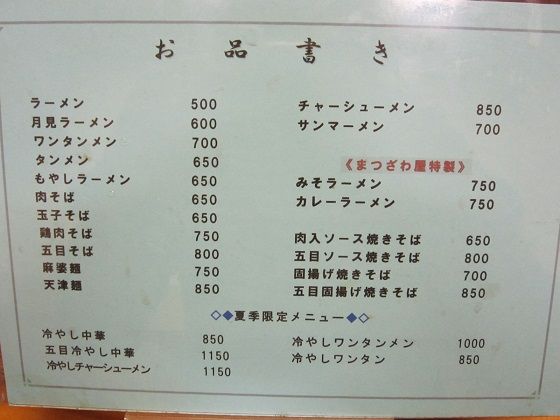 お品書き
ラーメン 500
月見ラーメン 600
ワンタンメン 700
タンメン 650
もやしラーメン 650
肉そば 650
玉子そば 650
鶏肉そば 750
五目そば 800
麻婆麺 750
天津麺 850
チャーシューメン 850
サンマーメン 700
《まつざわ屋特製》
みそラーメン 750
カレーラーメン 750
肉入ソース焼きそば 650
五目ソース焼きそば 800
固揚げ焼きそば 700
五目固揚げ焼きそば 850
◇◆夏季限定メニュー◆◇
冷やし中華 850
五目冷やし中華 1150
冷やしチャーシューメン 1150
冷やしワンタンメン 1000
冷やしワンタン 850